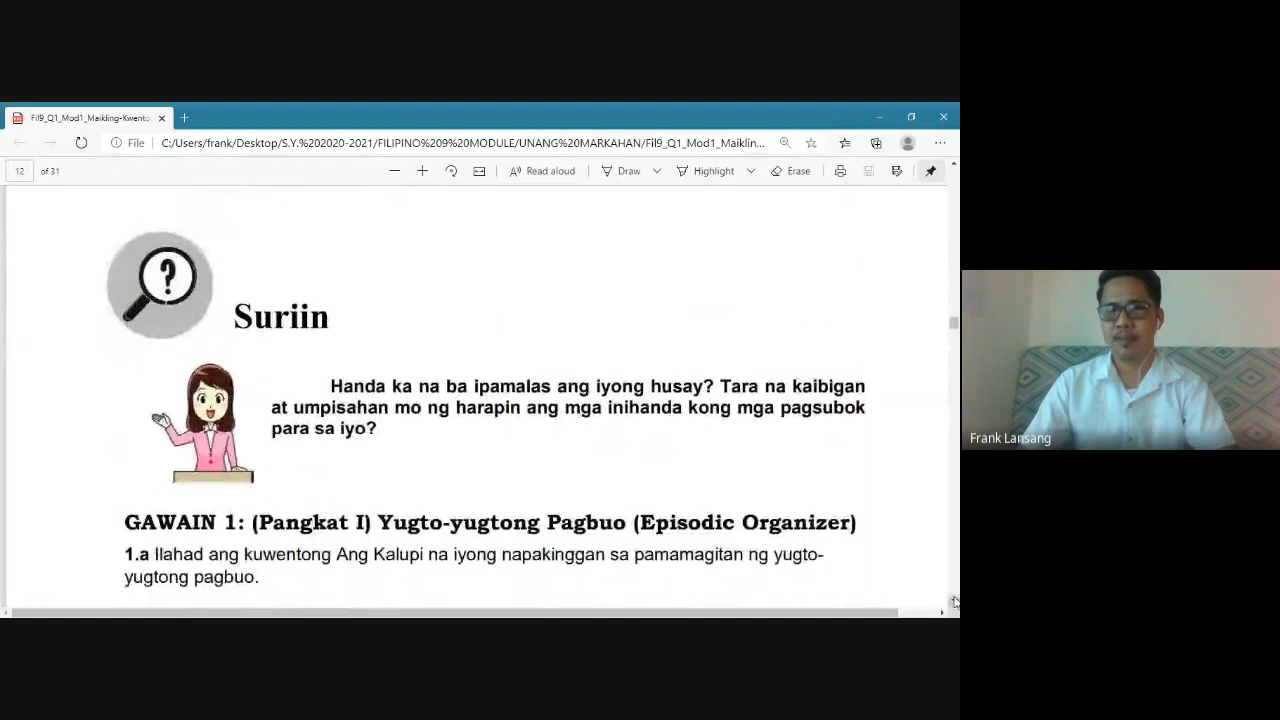 Fil9_Q1_Mod1_Maikling-Kwento
File C:/Users/frank/Desktop/S.Y.%202020-2021/FILIPINO%209%20MODULE/UNANG%20MARKAHAN/Fil9_Q1_Mod1_Maiklin...
12 of 31 Read aloud Draw Highlight Erase
?
Suriin
Handa ka na ba ipamalas ang iyong husay? Tara na kaibigan
at umpisahan mo ng harapin ang mga inihanda kong mga pagsubok
para sa iyo?
GAWAIN 1: (Pangkat I) Yugto-yugtong Pagbuo (Episodic Organizer)
1.a Ilahad ang kuwentong Ang Kalupi na iyong napakinggan sa pamamagitan ng yugto-
yugtong pagbuo.
Frank Lansang